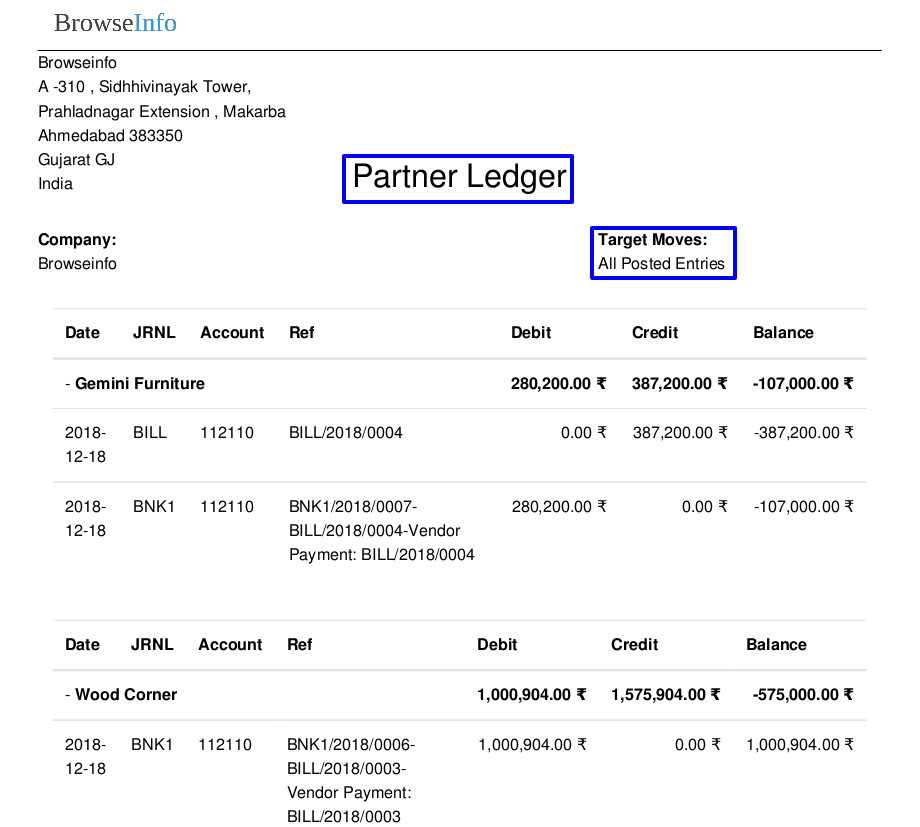 BrowseInfo
Browseinfo
A -310 , Sidhhivinayak Tower,
Prahladnagar Extension , Makarba
Ahmedabad 383350
Gujarat GJ
India
Partner Ledger
Company:
Browseinfo
Target Moves:
All Posted Entries
Date JRNL Account Ref Debit Credit Balance
- Gemini Furniture 280,200.00 ₹ 387,200.00 ₹ -107,000.00 ₹
2018- BILL 112110 BILL/2018/0004 0.00 ₹ 387,200.00 ₹ -387,200.00 ₹
12-18
2018- BNK1 112110 BNK1/2018/0007- 280,200.00 ₹ 0.00 ₹ -107,000.00 ₹
12-18 BILL/2018/0004-Vendor
Payment: BILL/2018/0004
Date JRNL Account Ref Debit Credit Balance
- Wood Corner 1,000,904.00 ₹ 1,575,904.00 ₹ -575,000.00 ₹
2018- BNK1 112110 BNK1/2018/0006- 1,000,904.00 ₹ 0.00 ₹ 1,000,904.00 ₹
12-18 BILL/2018/0003-
Vendor Payment:
BILL/2018/0003